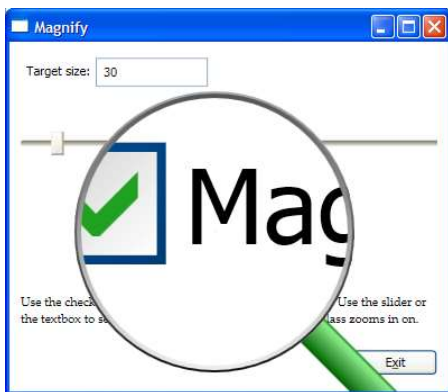 Magnify
Target size: 30
Mag
Use the check Use the slider or
the textbox to se lass zooms in on.
Exit